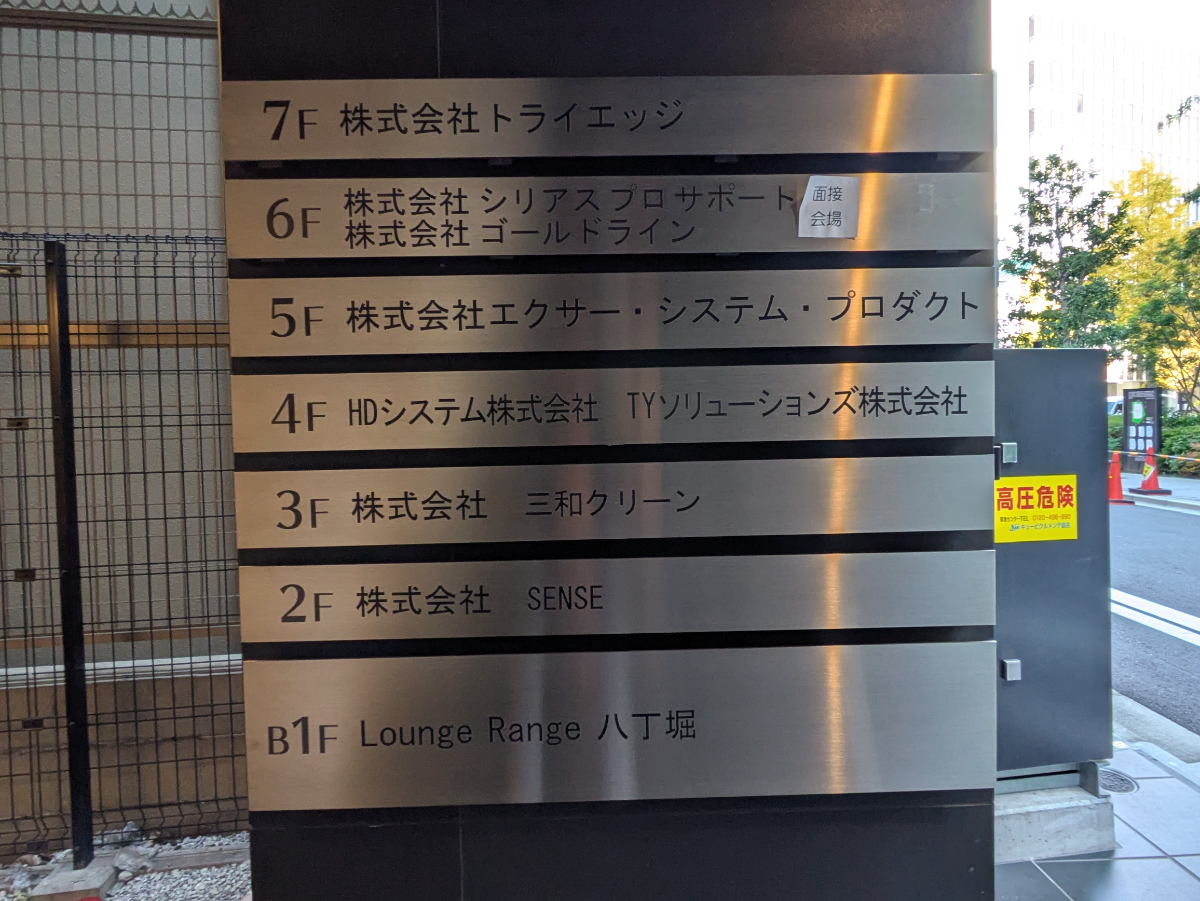 7F 株式会社トライエッジ
6F 株式会社 シリアス プロ サポート
株式会社 ゴールドライン
面接
会場
5F 株式会社エクサー・システム・プロダクト
4F HDシステム株式会社 TYソリューションズ株式会社
3F 株式会社 三和クリーン
2F 株式会社 SENSE
B1F Lounge Range 八丁堀
高圧危険